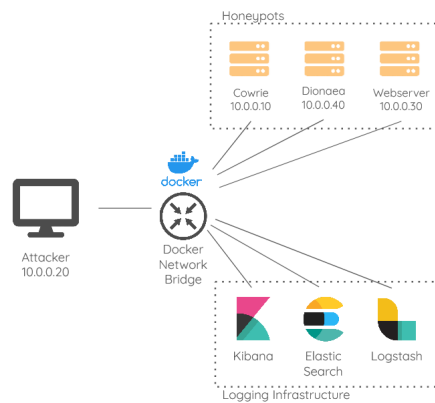 Honeypots
Cowrie
10.0.0.10
Dionaea
10.0.0.40
Webserver
10.0.0.30
docker
Attacker
10.0.0.20
Docker
Network
Bridge
Kibana
Elastic
Search
Logstash
Logging Infrastructure